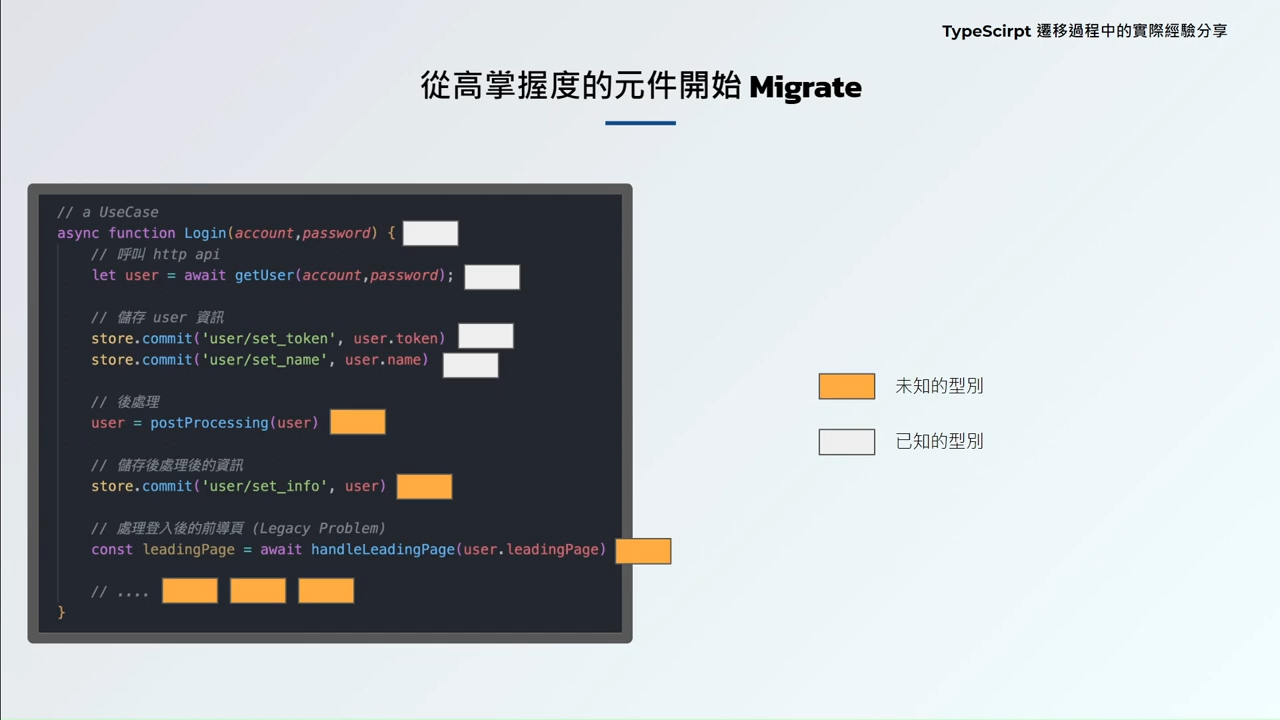 TypeScirpt 遷移過程中的實際經驗分享
從高掌握度的元件開始 Migrate
// a UseCase
async function Login(account,password) {
// 呼叫 http api
let user = await getUser(account,password);
// 儲存 user 資訊
store.commit('user/set_token', user.token)
store.commit('user/set_name', user.name)
// 後處理
user = postProcessing(user)
// 儲存後處理後的資訊
store.commit('user/set_info', user)
// 處理登入後的前導頁 (Legacy Problem)
const leadingPage = await handleLeadingPage(user.leadingPage)
// ....
}
未知的型別
已知的型別